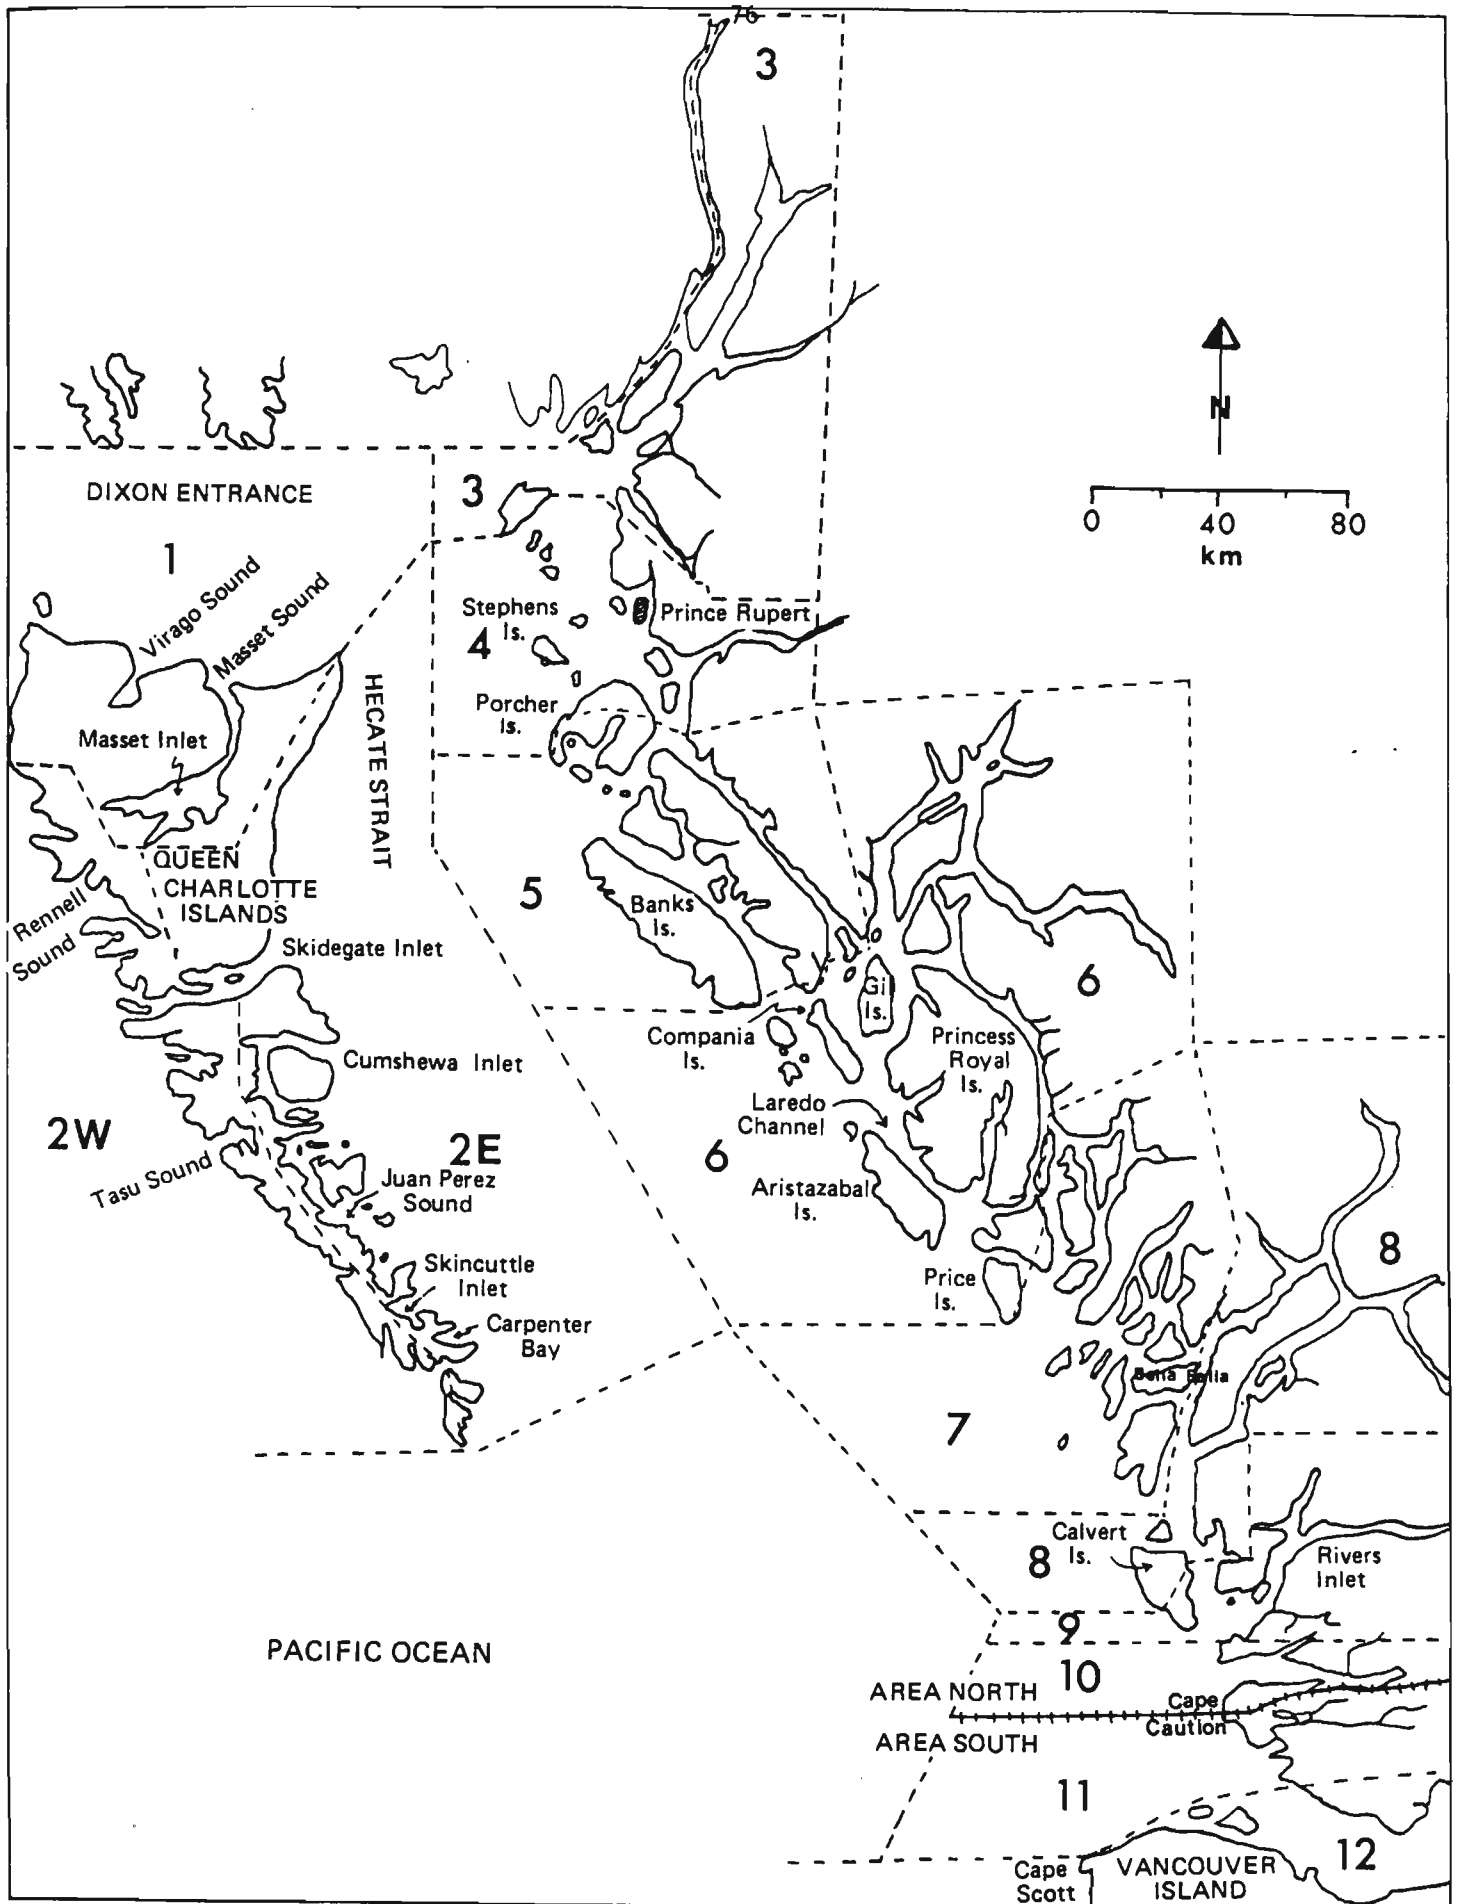 76
3
N
DIXON ENTRANCE
3
0 40 80
km
1
Virago Sound
Masset Sound
Stephens
Is.
4
Prince Rupert
HECATE STRAIT
Porcher
Is.
Masset Inlet
QUEEN
CHARLOTTE
ISLANDS
5
Banks
Is.
Rennell
Sound
Skidegate Inlet
6
Gil
Is.
Compania
Is.
Princess
Royal
Is.
Cumshewa Inlet
Laredo
Channel
2W
2E
6
Tasu Sound
Juan Perez
Sound
Aristazabal
Is.
8
Skincuttle
Inlet
Price
Is.
Carpenter
Bay
Bella Bella
7
Calvert
Is.
8
Rivers
Inlet
9
PACIFIC OCEAN
10
AREA NORTH
Cape
Caution
AREA SOUTH
11
12
Cape
Scott
VANCOUVER
ISLAND